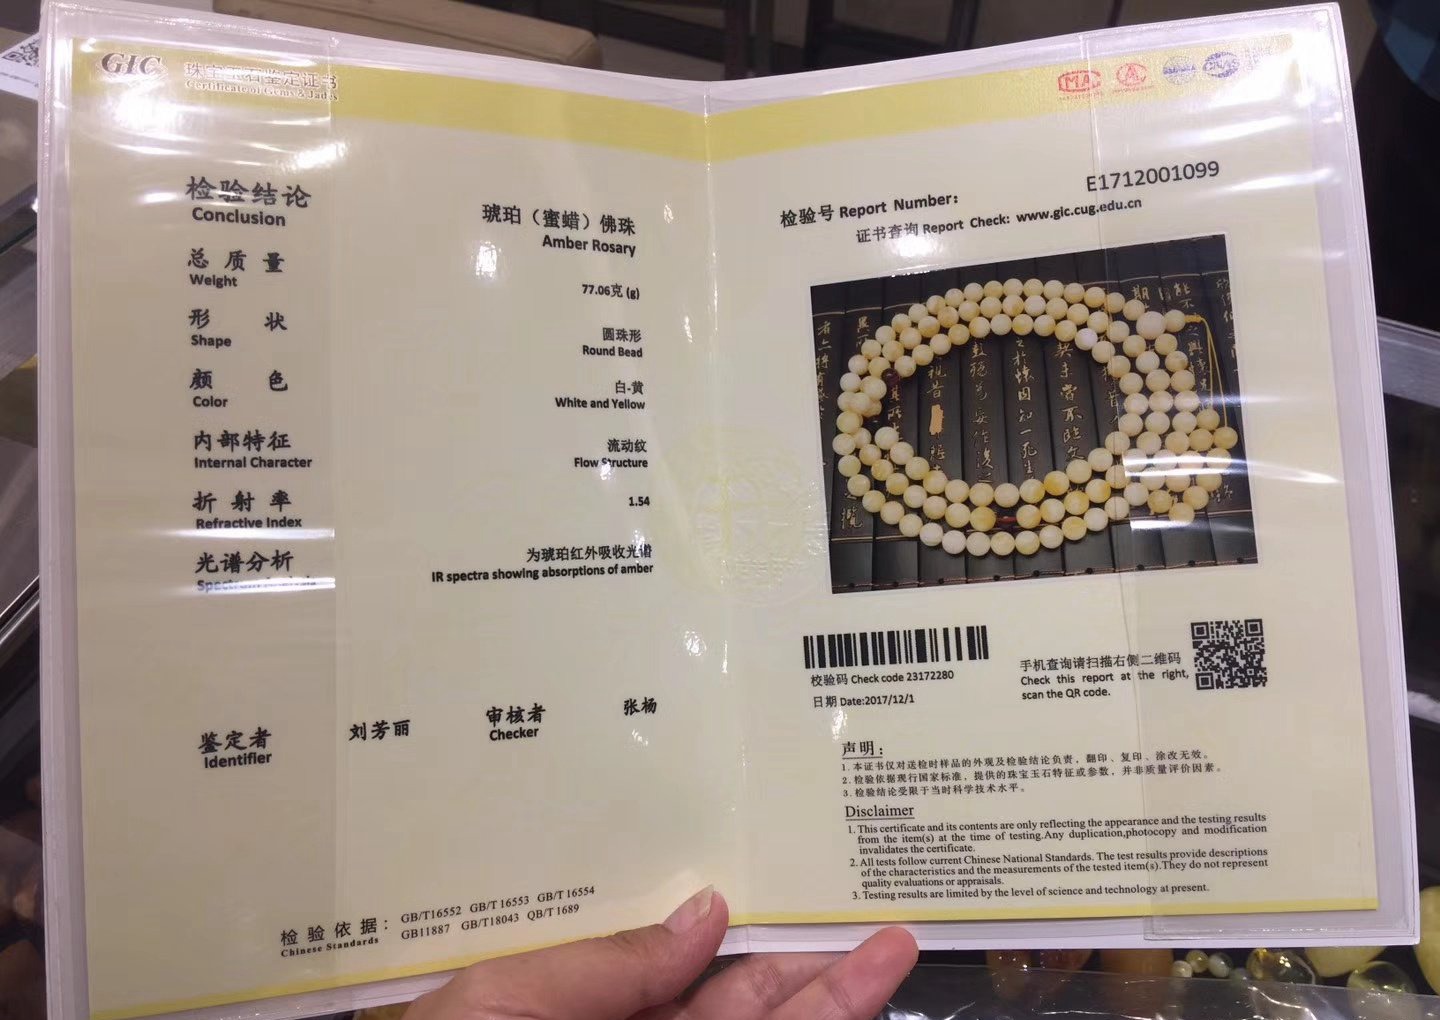 GIC 珠宝玉石鉴定证书
Certificate of Gems & Jades
检验结论 琥珀（蜜蜡）佛珠
Conclusion Amber Rosary
总质量 77.06克 (g)
Weight
形状 圆珠形
Shape Round Bead
颜色 白-黄
Color White and Yellow
内部特征 流动纹
Internal Character Flow Structure
折射率 1.54
Refractive Index
光谱分析 为琥珀红外吸收光谱
IR spectra showing absorptions of amber
鉴定者 刘芳丽 审核者 张杨
Identifier Checker
检验依据： GB/T16552 GB/T16553 GB/T16554
Chinese Standards GB11887 GB/T18043 QB/T1689
MA CNAS
检验号 Report Number: E1712001099
证书查询 Report Check: www.gic.cug.edu.cn
校验码 Check code 23172280
日期 Date:2017/12/1
手机查询请扫描右侧二维码
Check this report at the right,
scan the QR code.
声明：
1. 本证书仅对送检时样品的外观及检验结论负责，翻印、复印、涂改无效。
2. 检验依据现行国家标准，提供的珠宝玉石特征或参数，并非质量评价因素。
3. 检验结论受限于当时科学技术水平。
Disclaimer
1. This certificate and its contents are only reflecting the appearance and the testing results
from the item(s) at the time of testing.Any duplication,photocopy and modification
invalidates the certificate.
2. All tests follow current Chinese National Standards. The test results provide descriptions
of the characteristics and the measurements of the tested item(s).They do not represent
quality evaluations or appraisals.
3. Testing results are limited by the level of science and technology at present.